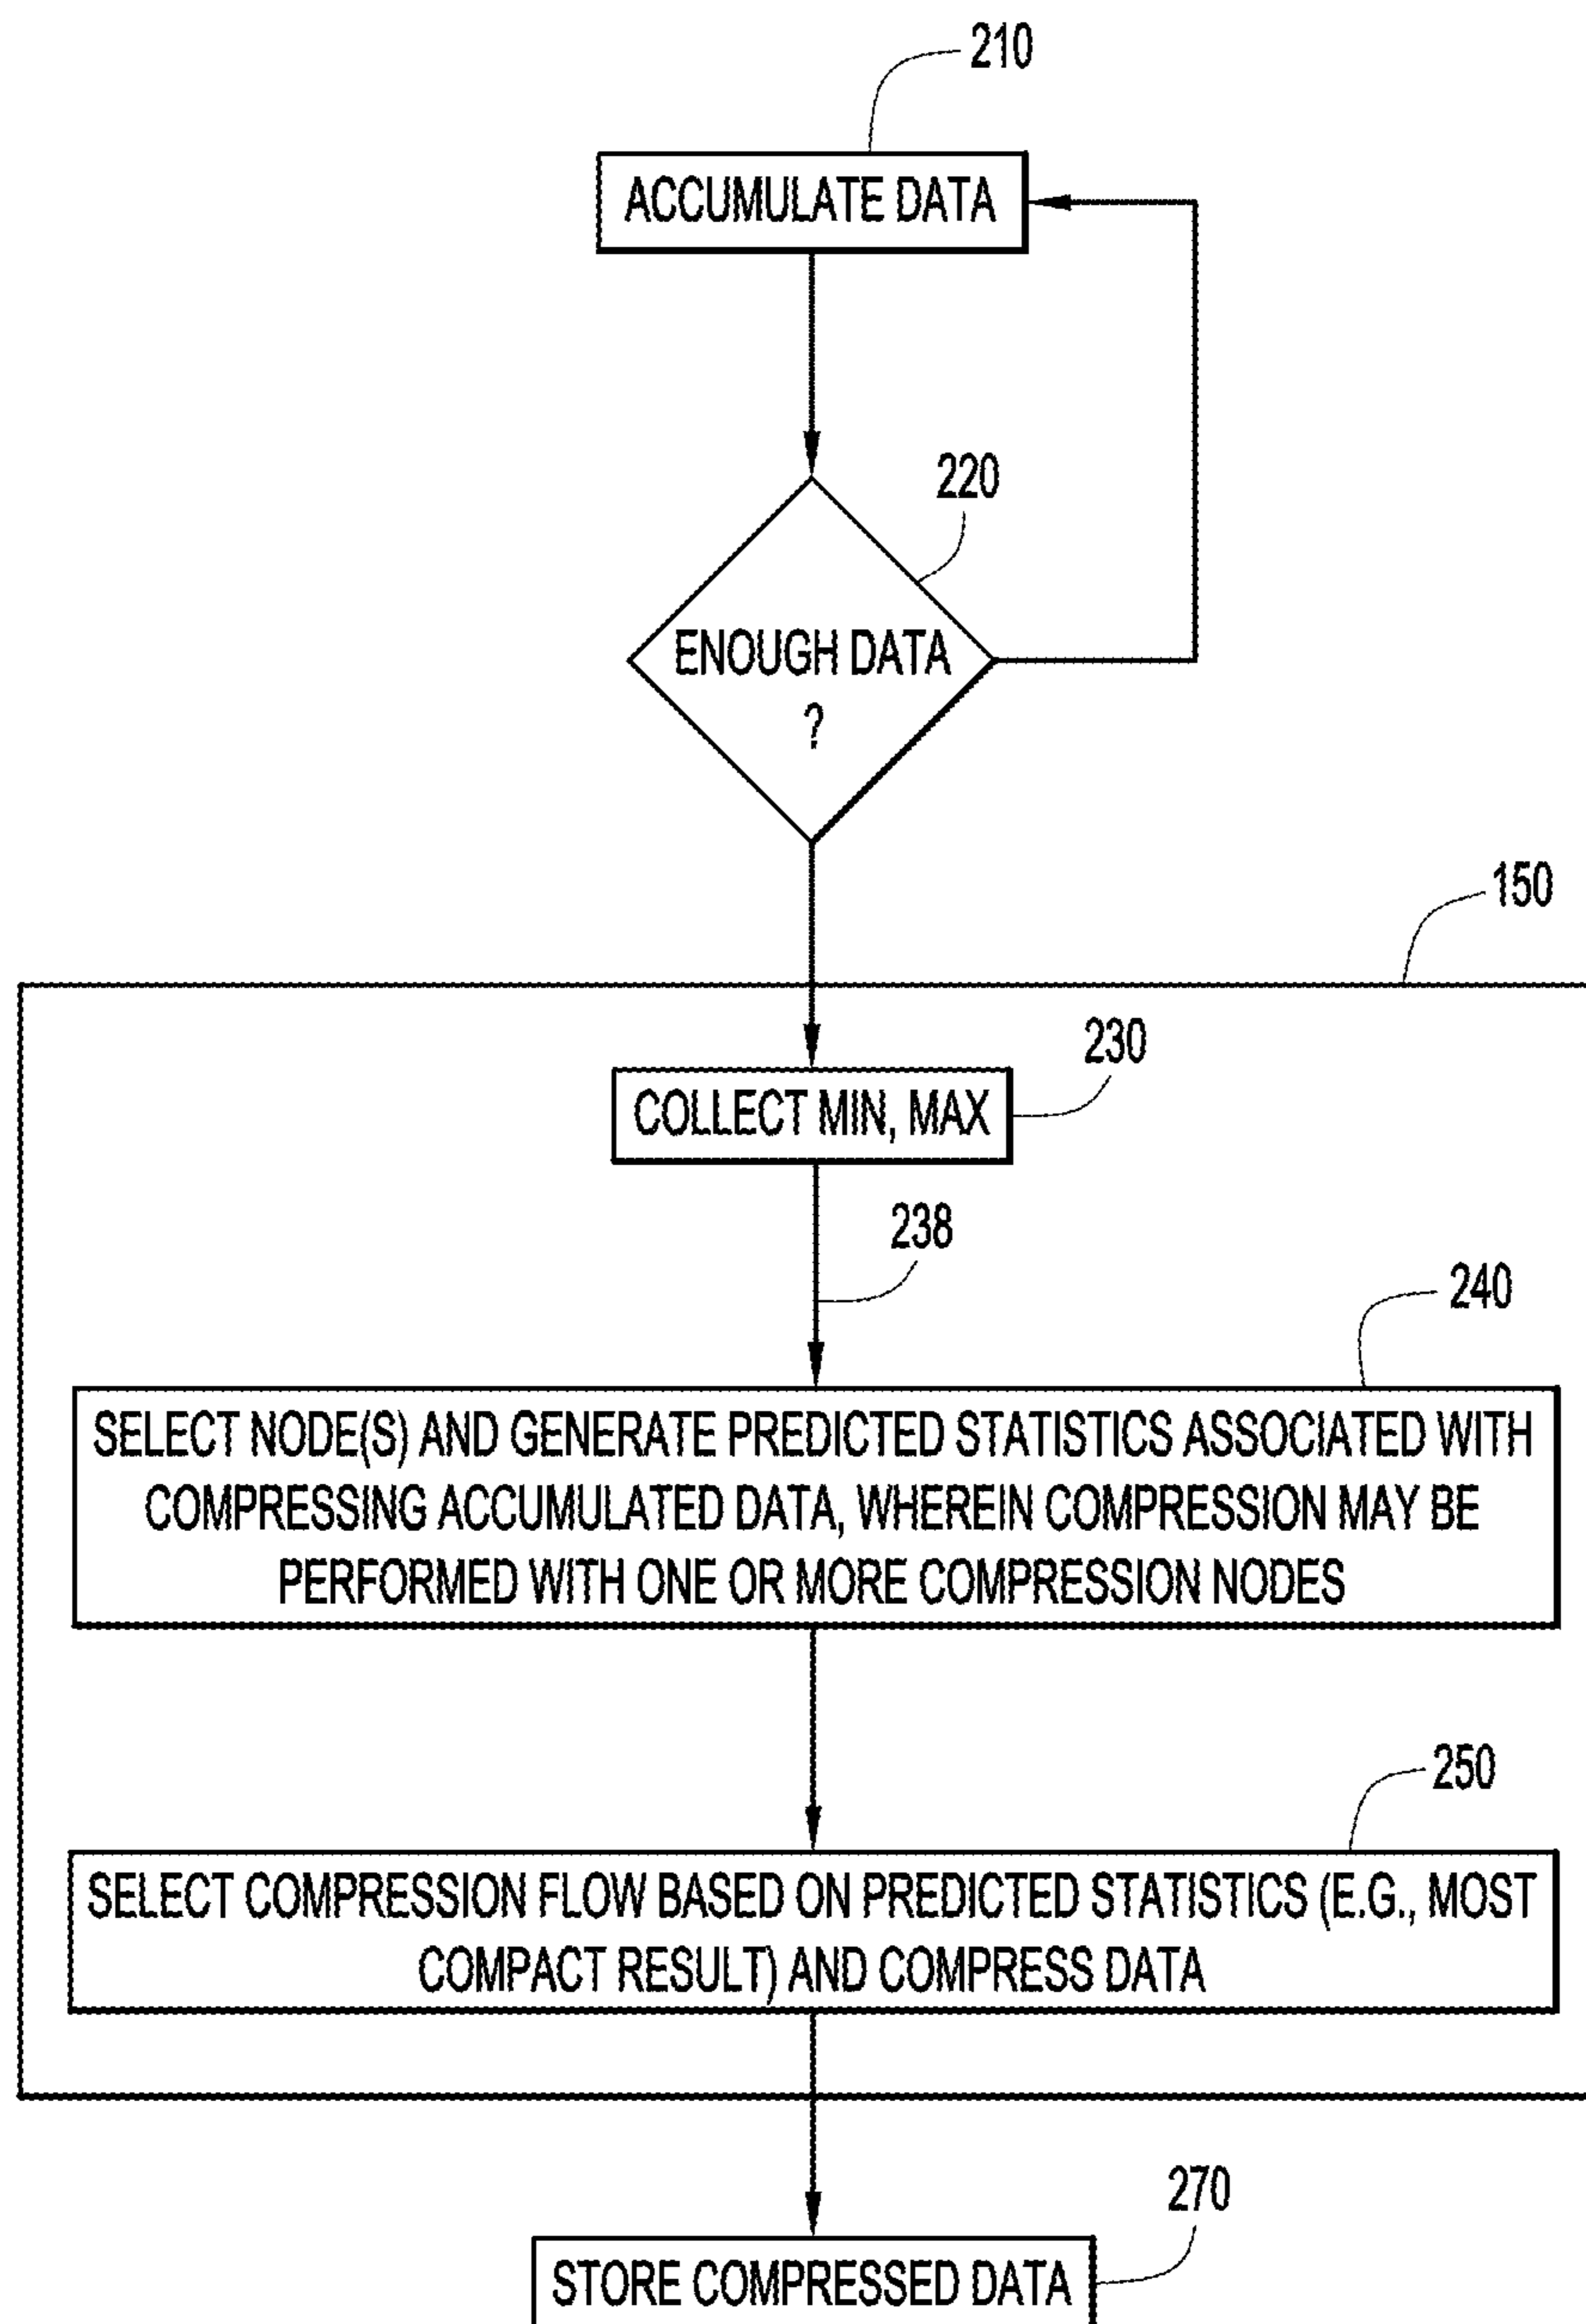 210
ACCUMULATE DATA
220
ENOUGH DATA
?
150
230
COLLECT MIN, MAX
238
240
SELECT NODE(S) AND GENERATE PREDICTED STATISTICS ASSOCIATED WITH
COMPRESSING ACCUMULATED DATA, WHEREIN COMPRESSION MAY BE
PERFORMED WITH ONE OR MORE COMPRESSION NODES
250
SELECT COMPRESSION FLOW BASED ON PREDICTED STATISTICS (E.G., MOST
COMPACT RESULT) AND COMPRESS DATA
270
STORE COMPRESSED DATA